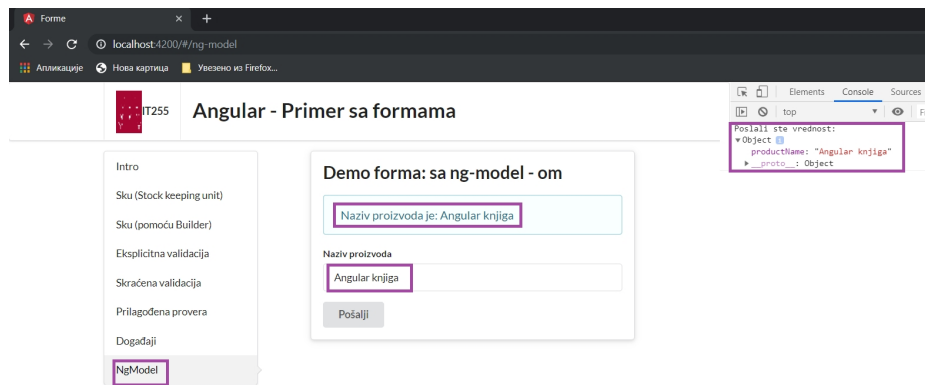 Forme
localhost:4200/#/ng-model
Апликације
Нова картица
Увезено из Firefox...
IT255
Angular - Primer sa formama
Elements Console Sources
top
Poslali ste vrednost:
Object
productName: "Angular knjiga"
__proto__: Object
Intro
Sku (Stock keeping unit)
Sku (pomoću Builder)
Eksplicitna validacija
Skraćena validacija
Prilagođena provera
Događaji
NgModel
Demo forma: sa ng-model - om
Naziv proizvoda je: Angular knjiga
Naziv proizvoda
Angular knjiga
Pošalji